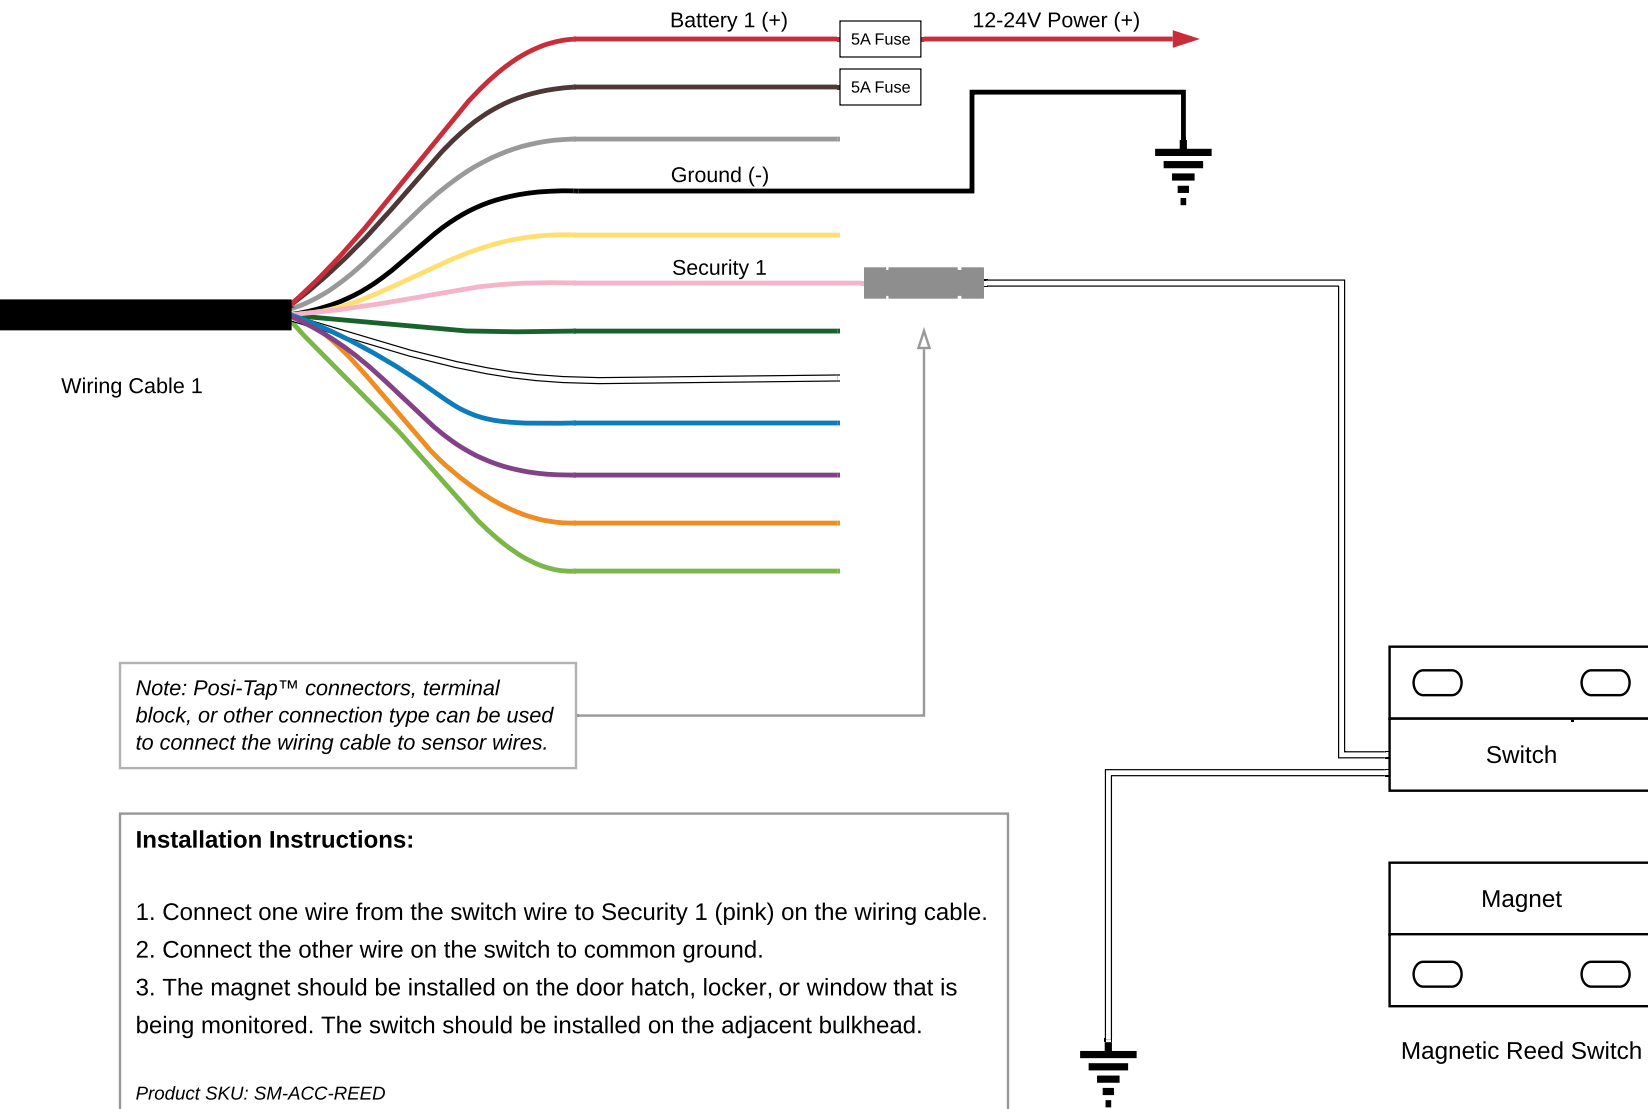 Battery 1 (+)
5A Fuse
12-24V Power (+)
5A Fuse
Ground (-)
Security 1
Wiring Cable 1
Note: Posi-Tap™ connectors, terminal
block, or other connection type can be used
to connect the wiring cable to sensor wires.
Switch
Magnet
Magnetic Reed Switch
Installation Instructions:
1. Connect one wire from the switch wire to Security 1 (pink) on the wiring cable.
2. Connect the other wire on the switch to common ground.
3. The magnet should be installed on the door hatch, locker, or window that is
being monitored. The switch should be installed on the adjacent bulkhead.
Product SKU: SM-ACC-REED